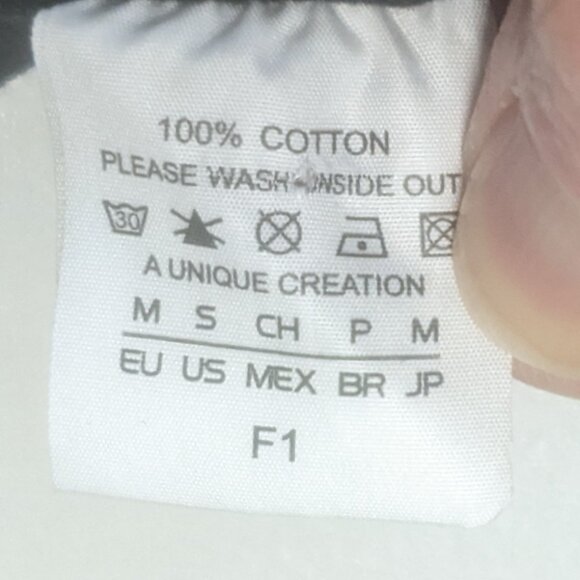 100% COTTON
PLEASE WASH INSIDE OUT
30
A UNIQUE CREATION
M S CH P M
EU US MEX BR JP
F1